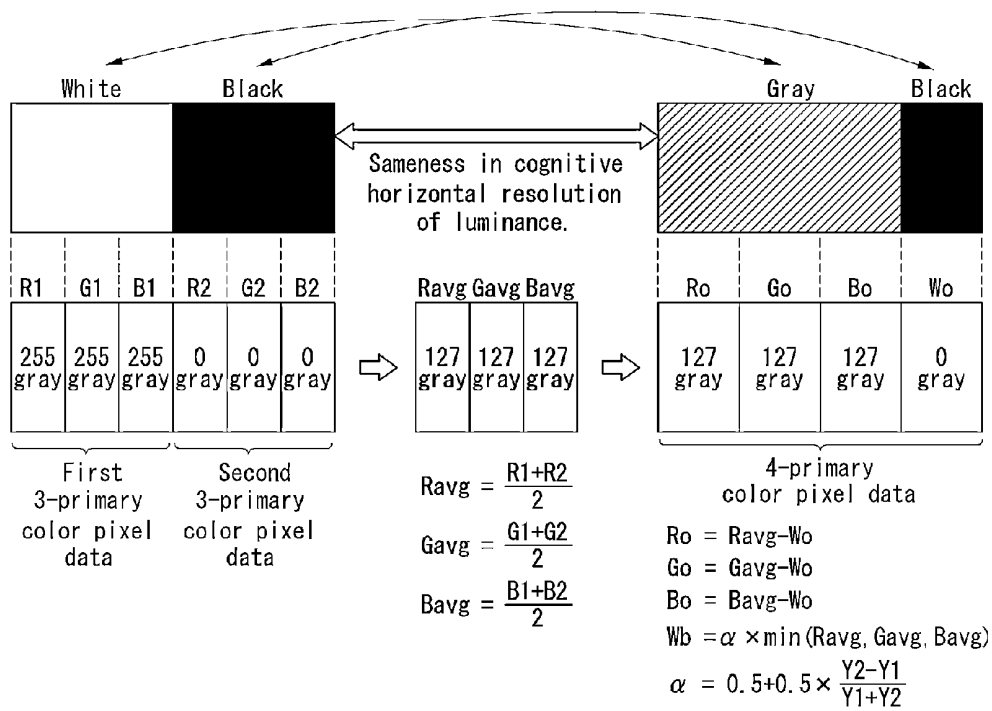 White
Black
Gray
Black
Sameness in cognitive
horizontal resolution
of luminance.
R1 G1 B1 R2 G2 B2
Ravg Gavg Bavg
Ro Go Bo Wo
255 gray 255 gray 255 gray 0 gray 0 gray 0 gray
127 gray 127 gray 127 gray
127 gray 127 gray 127 gray 0 gray
First
3-primary
color pixel
data
Second
3-primary
color pixel
data
Ravg = R1+R2 / 2
Gavg = G1+G2 / 2
Bavg = B1+B2 / 2
4-primary
color pixel data
Ro = Ravg-Wo
Go = Gavg-Wo
Bo = Bavg-Wo
Wb = α × min(Ravg, Gavg, Bavg)
α = 0.5+0.5× Y2-Y1 / Y1+Y2